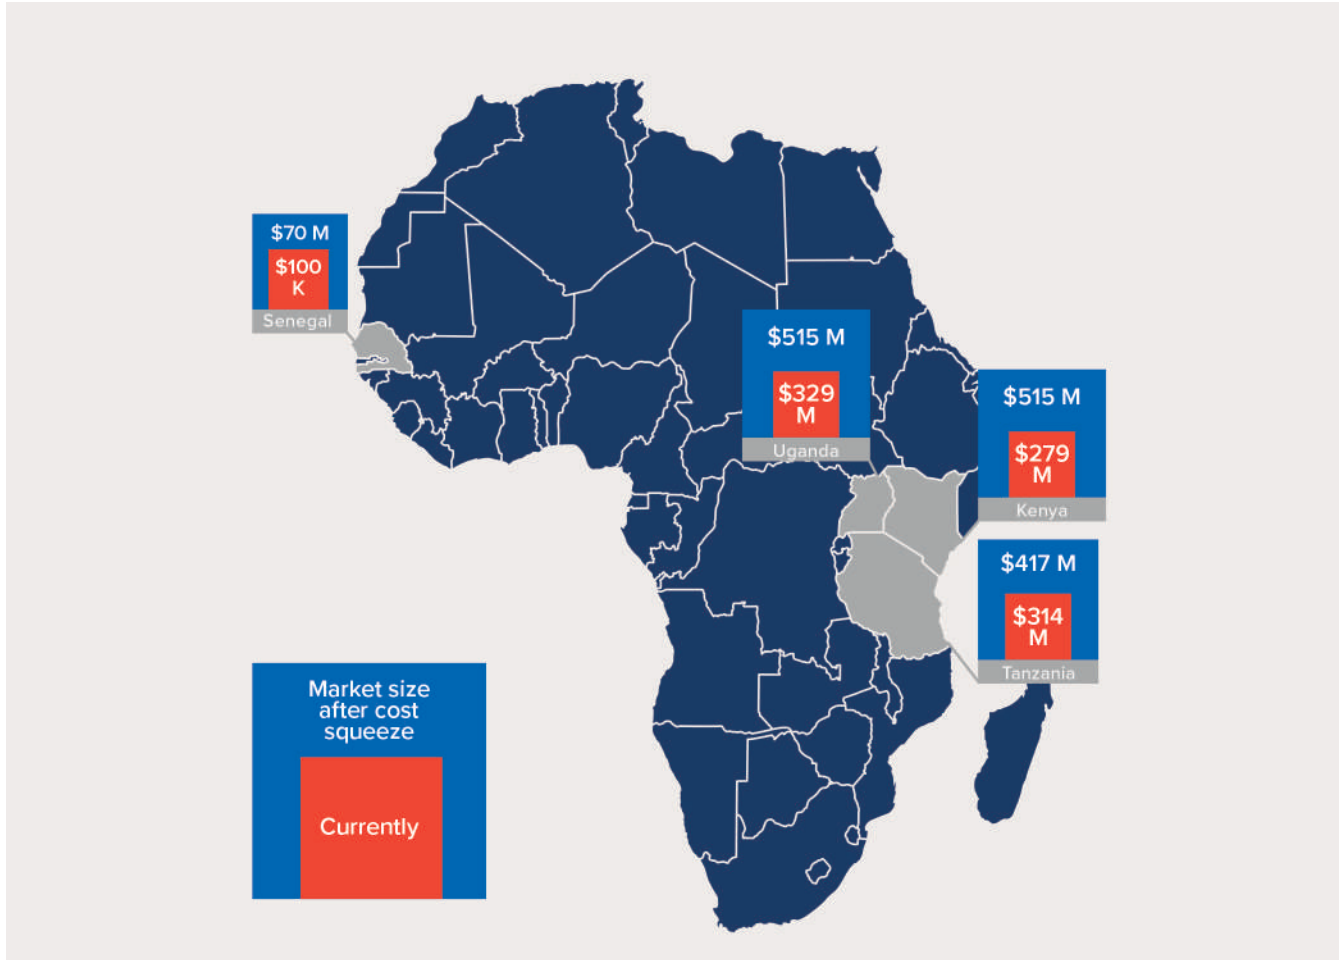 $70 M
$100
K
Senegal
$515 M
$329
M
Uganda
$515 M
$279
M
Kenya
$417 M
$314
M
Tanzania
Market size
after cost
squeeze
Currently